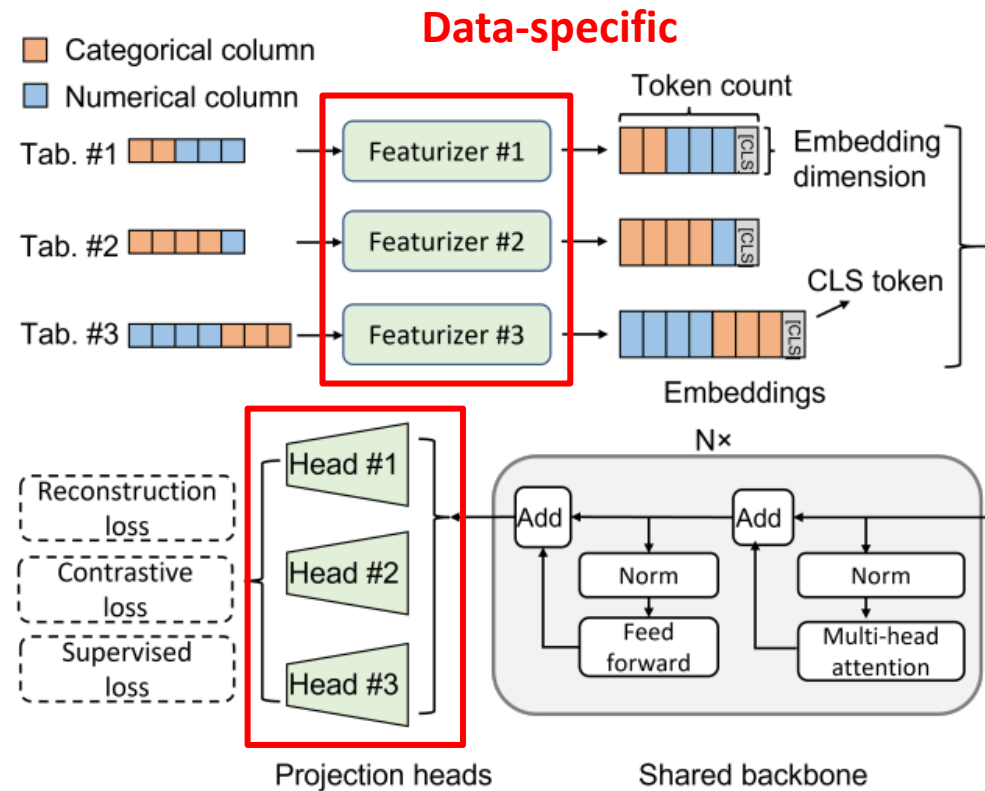 Data-specific
Categorical column
Numerical column
Token count
Tab. #1
Featurizer #1
[CLS]
Embedding
dimension
Tab. #2
Featurizer #2
[CLS]
CLS token
Tab. #3
Featurizer #3
[CLS]
Embeddings
N×
Reconstruction
loss
Contrastive
loss
Supervised
loss
Head #1
Head #2
Head #3
Add
Norm
Feed
forward
Add
Norm
Multi-head
attention
Projection heads
Shared backbone